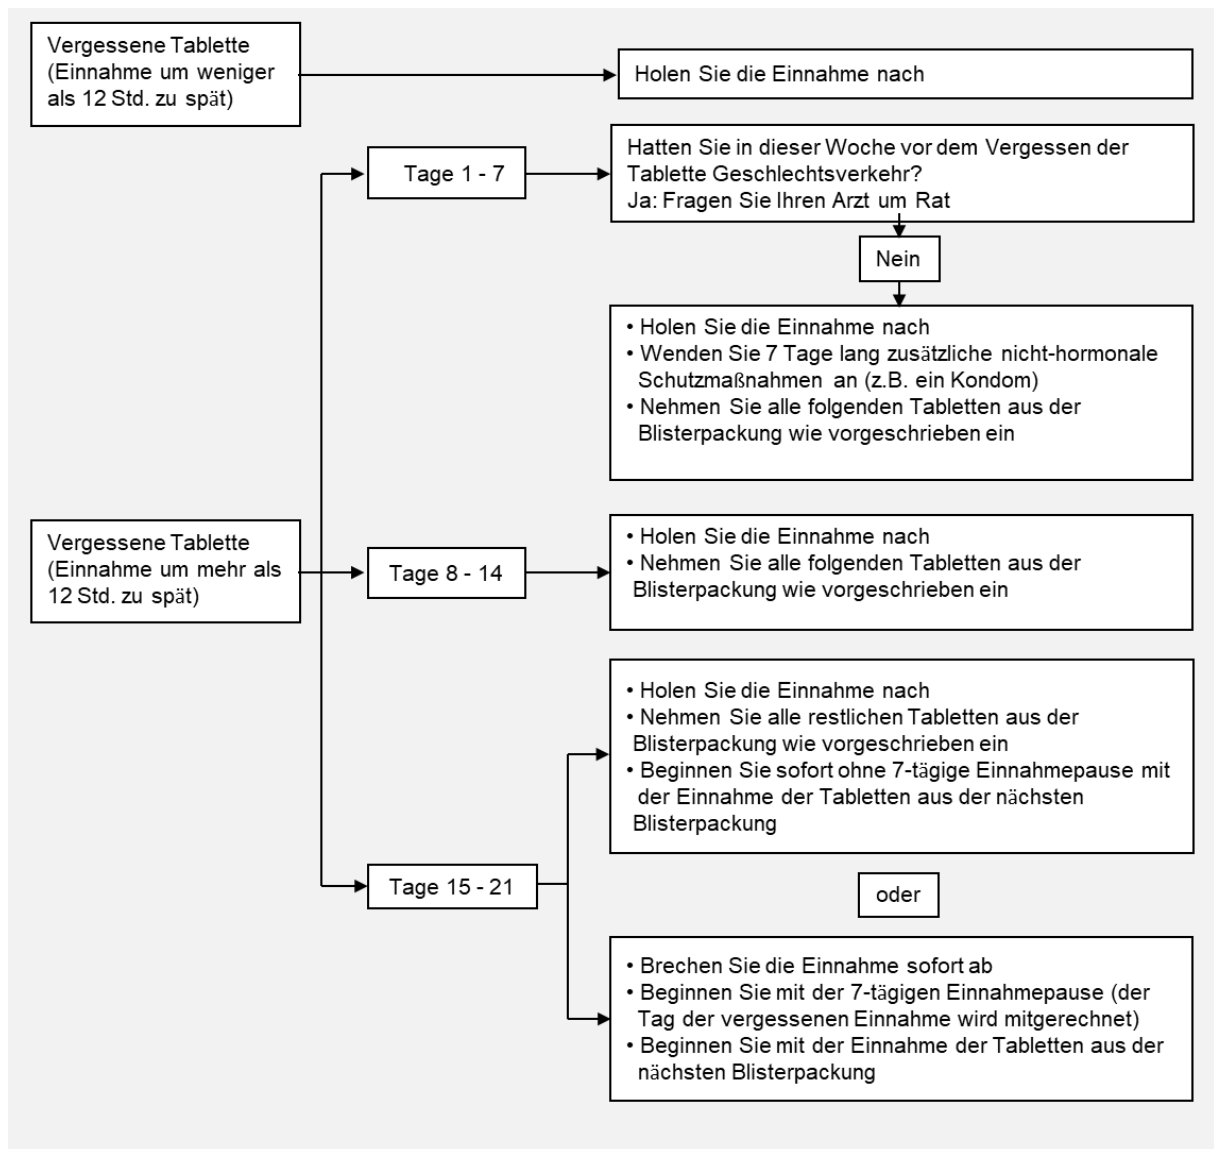 Vergessene Tablette
(Einnahme um weniger
als 12 Std. zu spät)
Holen Sie die Einnahme nach
Tage 1 - 7
Hatten Sie in dieser Woche vor dem Vergessen der
Tablette Geschlechtsverkehr?
Ja: Fragen Sie Ihren Arzt um Rat
Nein
• Holen Sie die Einnahme nach
• Wenden Sie 7 Tage lang zusätzliche nicht-hormonale
Schutzmaßnahmen an (z.B. ein Kondom)
• Nehmen Sie alle folgenden Tabletten aus der
Blisterpackung wie vorgeschrieben ein
Vergessene Tablette
(Einnahme um mehr als
12 Std. zu spät)
Tage 8 - 14
• Holen Sie die Einnahme nach
• Nehmen Sie alle folgenden Tabletten aus der
Blisterpackung wie vorgeschrieben ein
Tage 15 - 21
• Holen Sie die Einnahme nach
• Nehmen Sie alle restlichen Tabletten aus der
Blisterpackung wie vorgeschrieben ein
• Beginnen Sie sofort ohne 7-tägige Einnahmepause mit
der Einnahme der Tabletten aus der nächsten
Blisterpackung
oder
• Brechen Sie die Einnahme sofort ab
• Beginnen Sie mit der 7-tägigen Einnahmepause (der
Tag der vergessenen Einnahme wird mitgerechnet)
• Beginnen Sie mit der Einnahme der Tabletten aus der
nächsten Blisterpackung